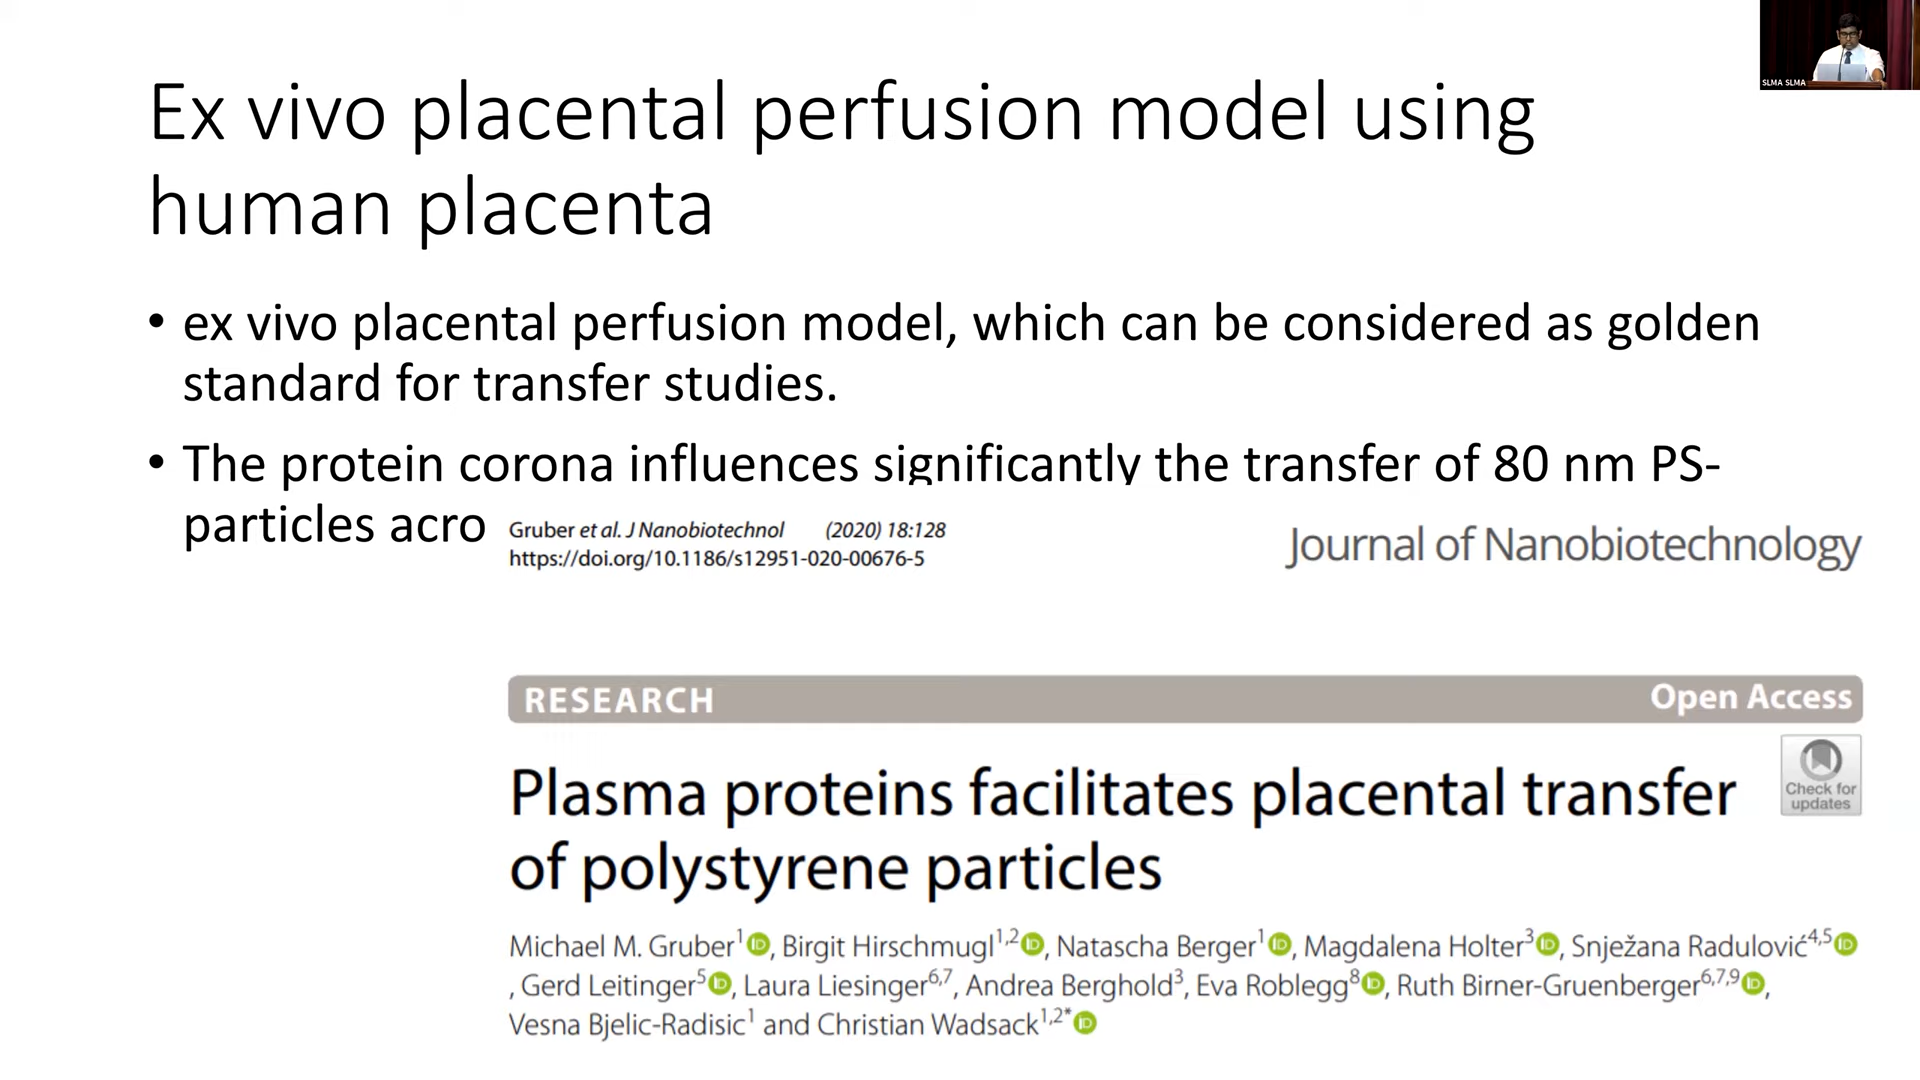 SLMA SLMA
Ex vivo placental perfusion model using
human placenta
• ex vivo placental perfusion model, which can be considered as golden
standard for transfer studies.
• The protein corona influences significantly the transfer of 80 nm PS-
particles acro
Gruber et al. J Nanobiotechnol (2020) 18:128
https://doi.org/10.1186/s12951-020-00676-5
Journal of Nanobiotechnology
RESEARCH Open Access
Check for
updates
Plasma proteins facilitates placental transfer
of polystyrene particles
Michael M. Gruber1, Birgit Hirschmugl1,2, Natascha Berger1, Magdalena Holter3, Snježana Radulović4,5
, Gerd Leitinger5, Laura Liesinger6,7, Andrea Berghold3, Eva Roblegg8, Ruth Birner-Gruenberger6,7,9,
Vesna Bjelic-Radisic1 and Christian Wadsack1,2*